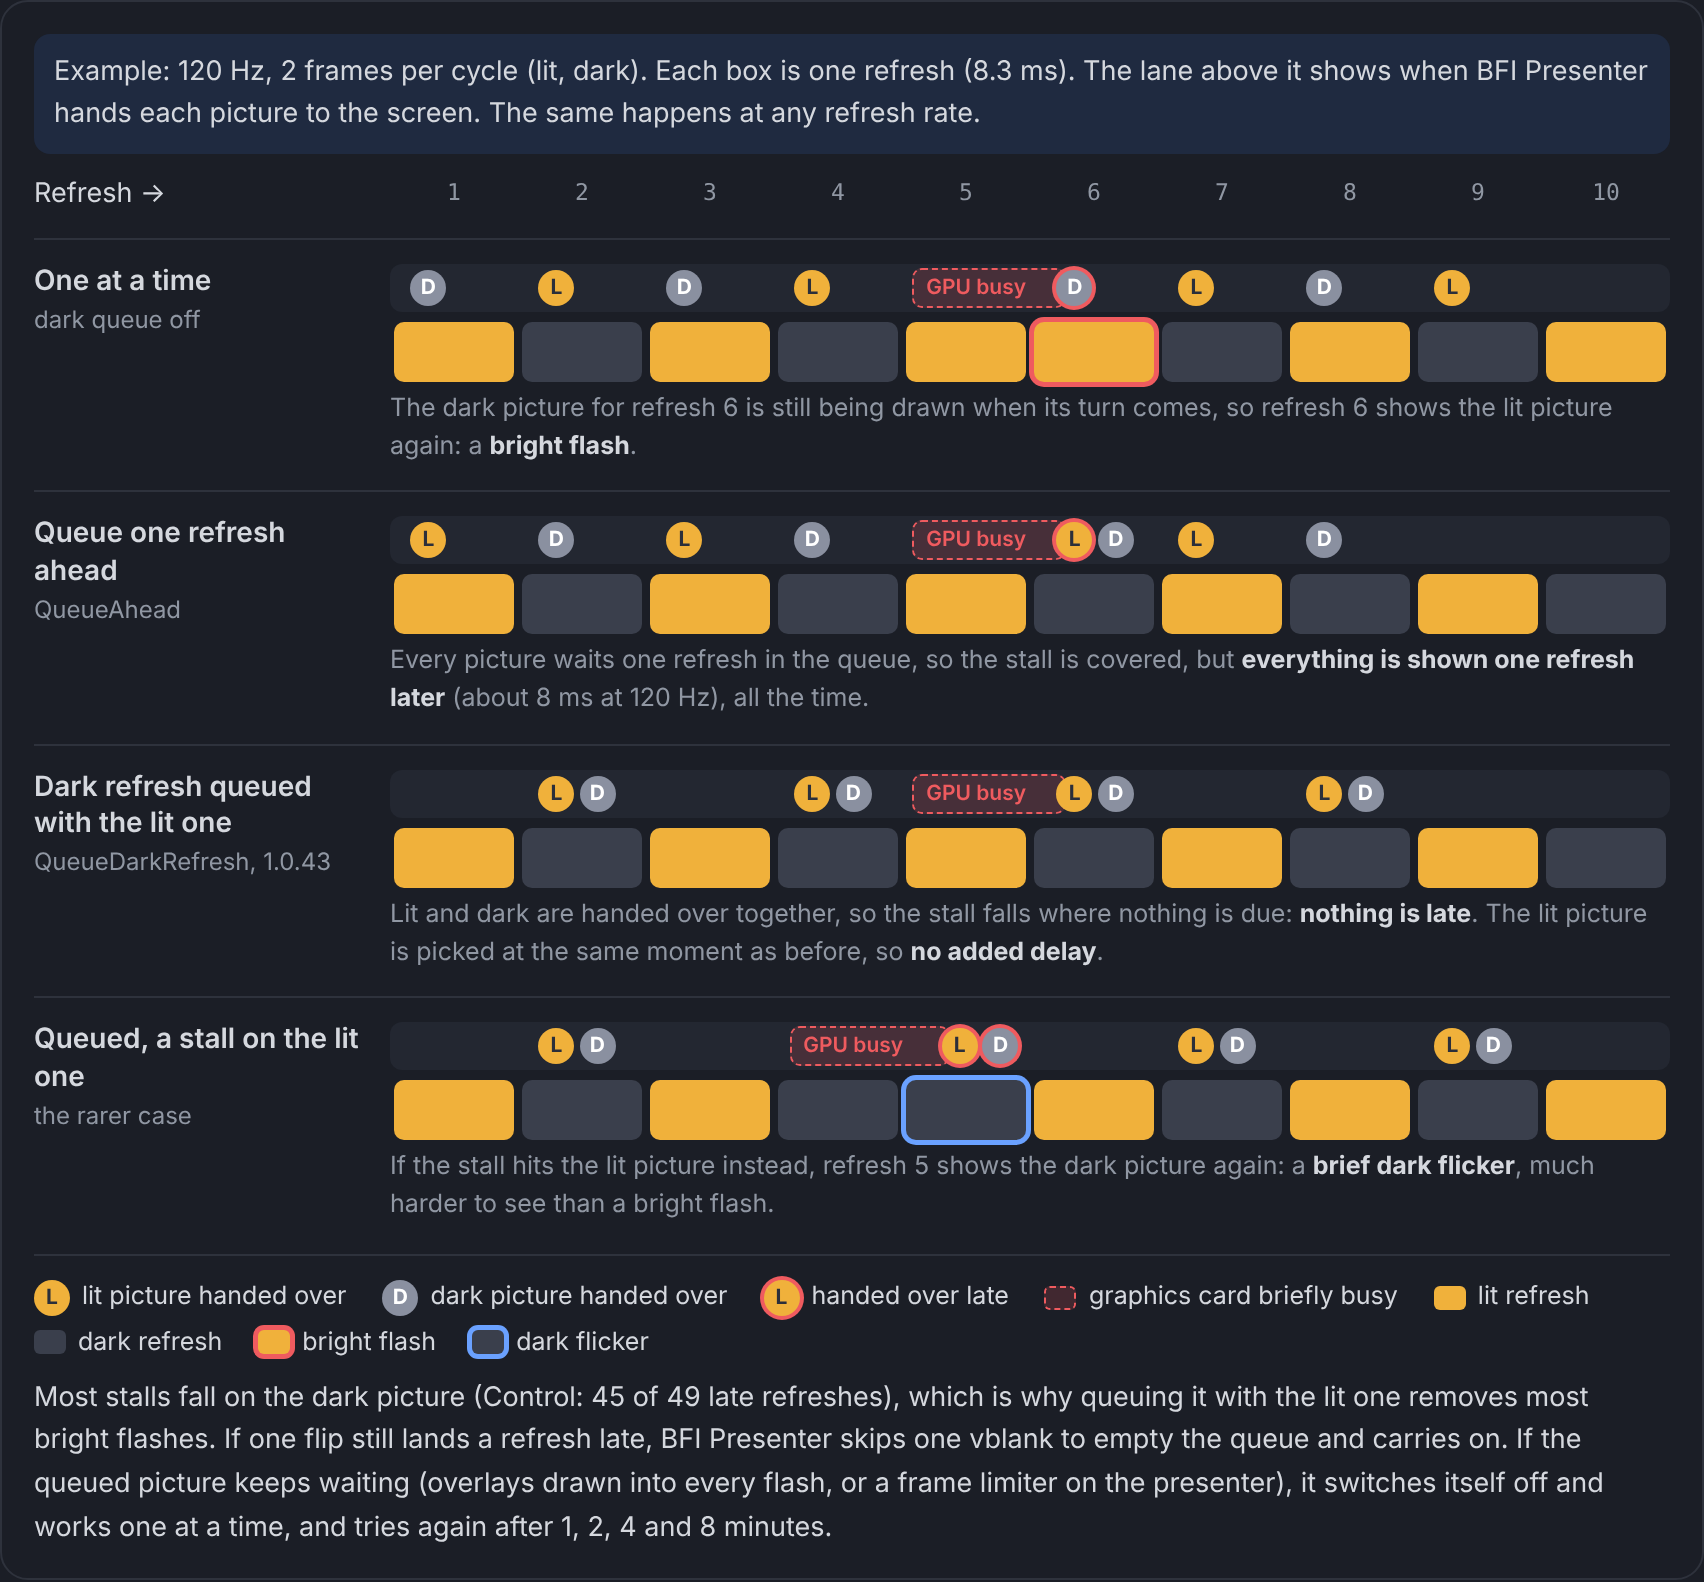 Example: 120 Hz, 2 frames per cycle (lit, dark). Each box is one refresh (8.3 ms). The lane above it shows when BFI Presenter
hands each picture to the screen. The same happens at any refresh rate.
Refresh → 1 2 3 4 5 6 7 8 9 10
One at a time
dark queue off
D L D L GPU busy D L D L
The dark picture for refresh 6 is still being drawn when its turn comes, so refresh 6 shows the lit picture
again: a bright flash.
Queue one refresh
ahead
QueueAhead
L D L D GPU busy L D L D
Every picture waits one refresh in the queue, so the stall is covered, but everything is shown one refresh
later (about 8 ms at 120 Hz), all the time.
Dark refresh queued
with the lit one
QueueDarkRefresh, 1.0.43
L D L D GPU busy L D L D
Lit and dark are handed over together, so the stall falls where nothing is due: nothing is late. The lit picture
is picked at the same moment as before, so no added delay.
Queued, a stall on the lit
one
the rarer case
L D GPU busy L D L D L D
If the stall hits the lit picture instead, refresh 5 shows the dark picture again: a brief dark flicker, much
harder to see than a bright flash.
L lit picture handed over D dark picture handed over L handed over late graphics card briefly busy lit refresh
dark refresh bright flash dark flicker
Most stalls fall on the dark picture (Control: 45 of 49 late refreshes), which is why queuing it with the lit one removes most
bright flashes. If one flip still lands a refresh late, BFI Presenter skips one vblank to empty the queue and carries on. If the
queued picture keeps waiting (overlays drawn into every flash, or a frame limiter on the presenter), it switches itself off and
works one at a time, and tries again after 1, 2, 4 and 8 minutes.